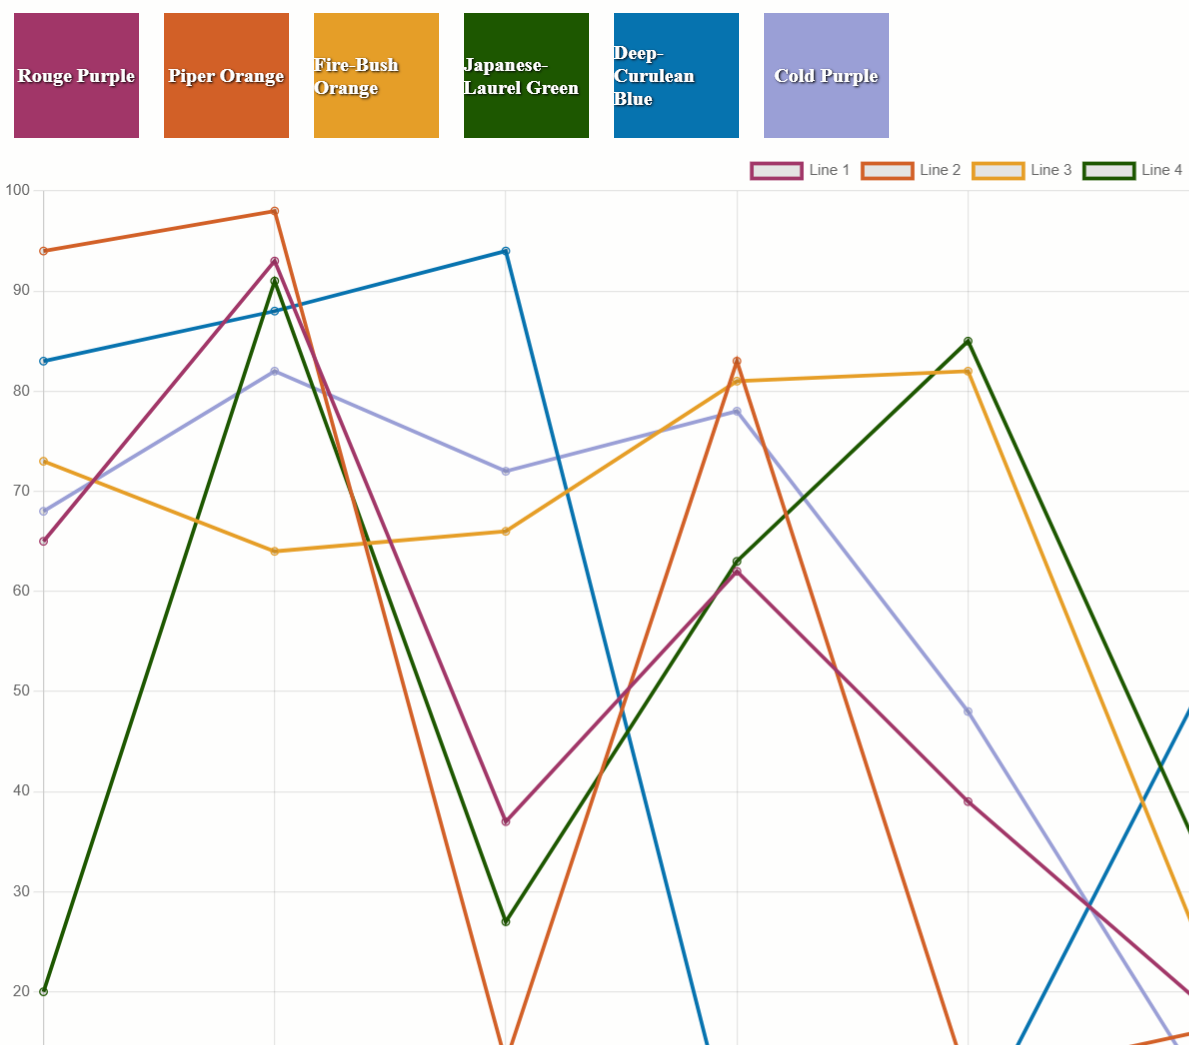 Rouge Purple
Piper Orange
Fire-Bush
Orange
Japanese-
Laurel Green
Deep-
Curulean
Blue
Cold Purple
Line 1
Line 2
Line 3
Line 4
100
90
80
70
60
50
40
30
20